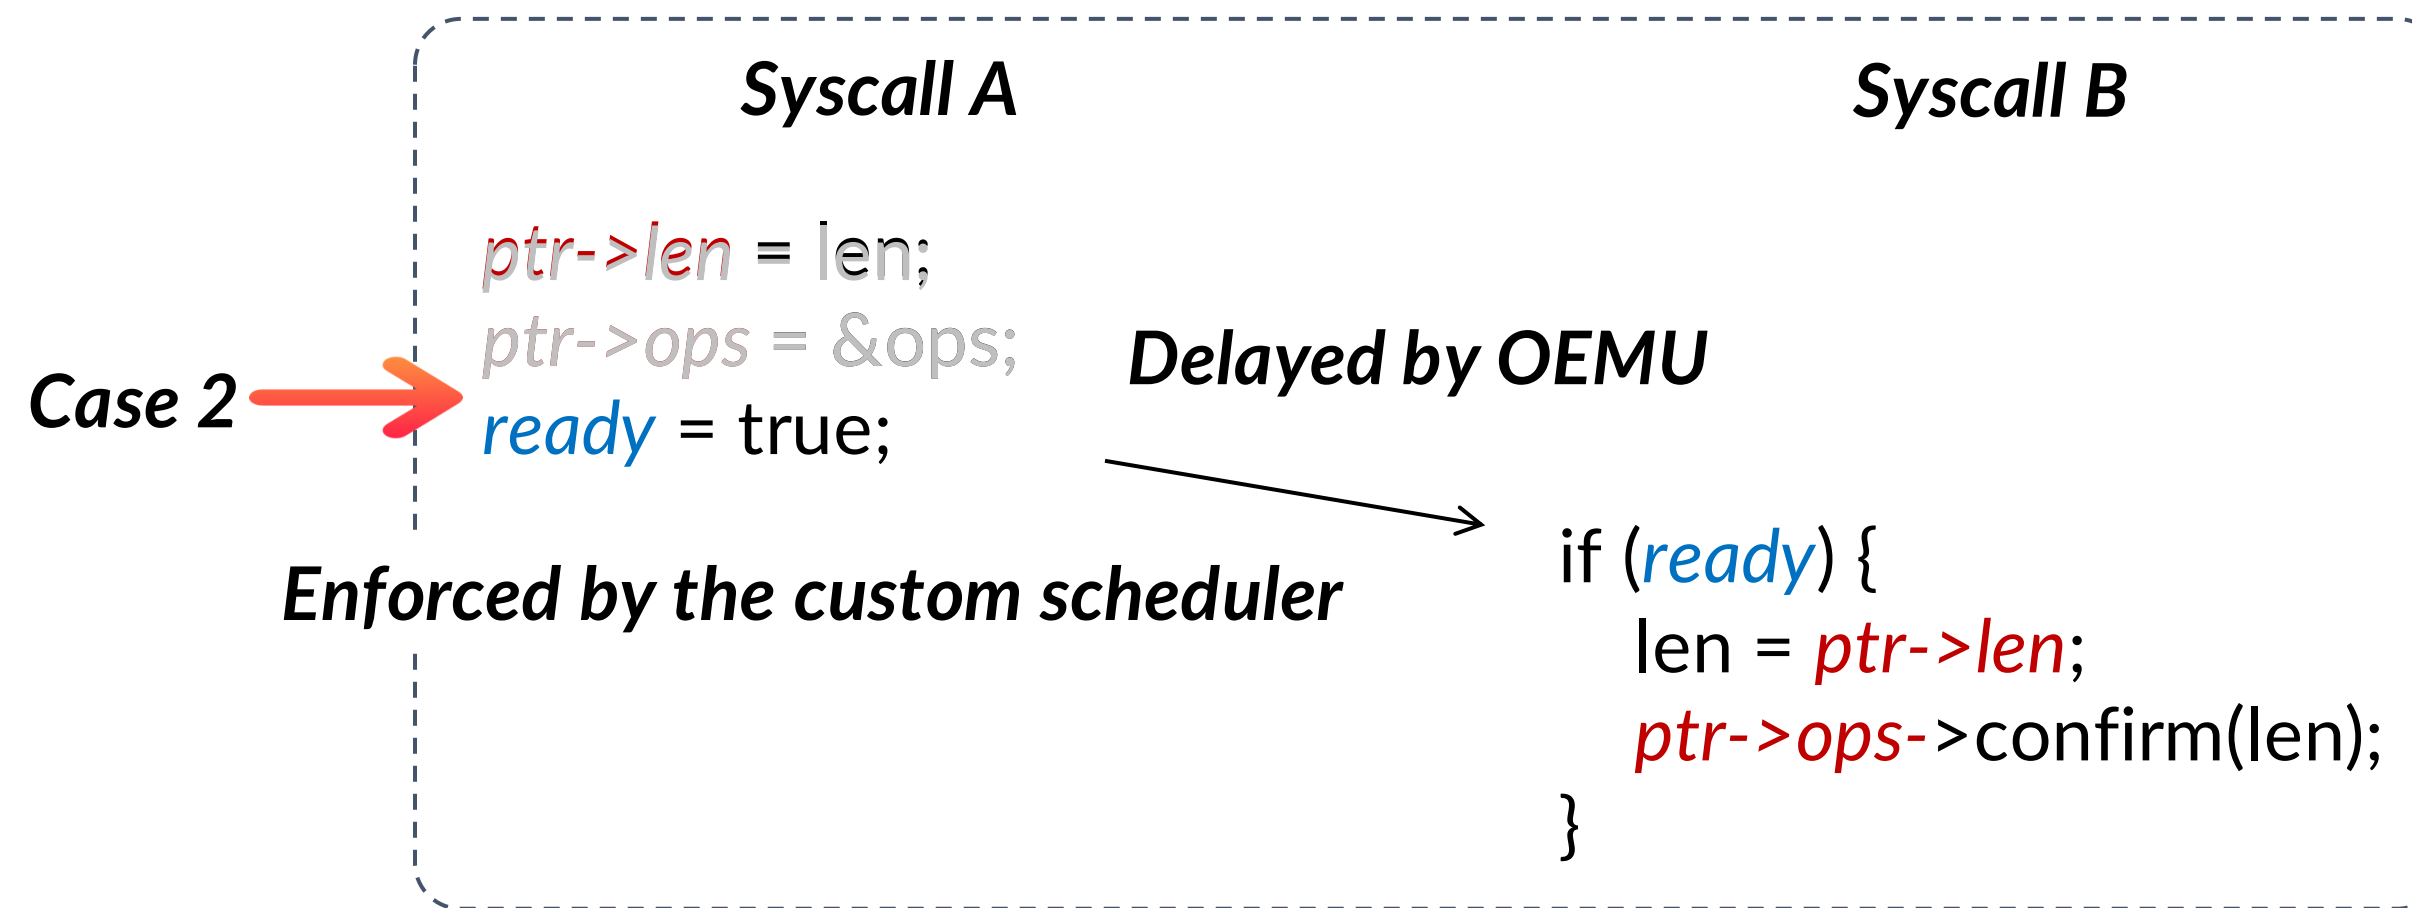 Syscall A
Syscall B
ptr->len = len;
ptr->ops = &ops;
Delayed by OEMU
Case 2
ready = true;
Enforced by the custom scheduler
if (ready) {
len = ptr->len;
ptr->ops->confirm(len);
}